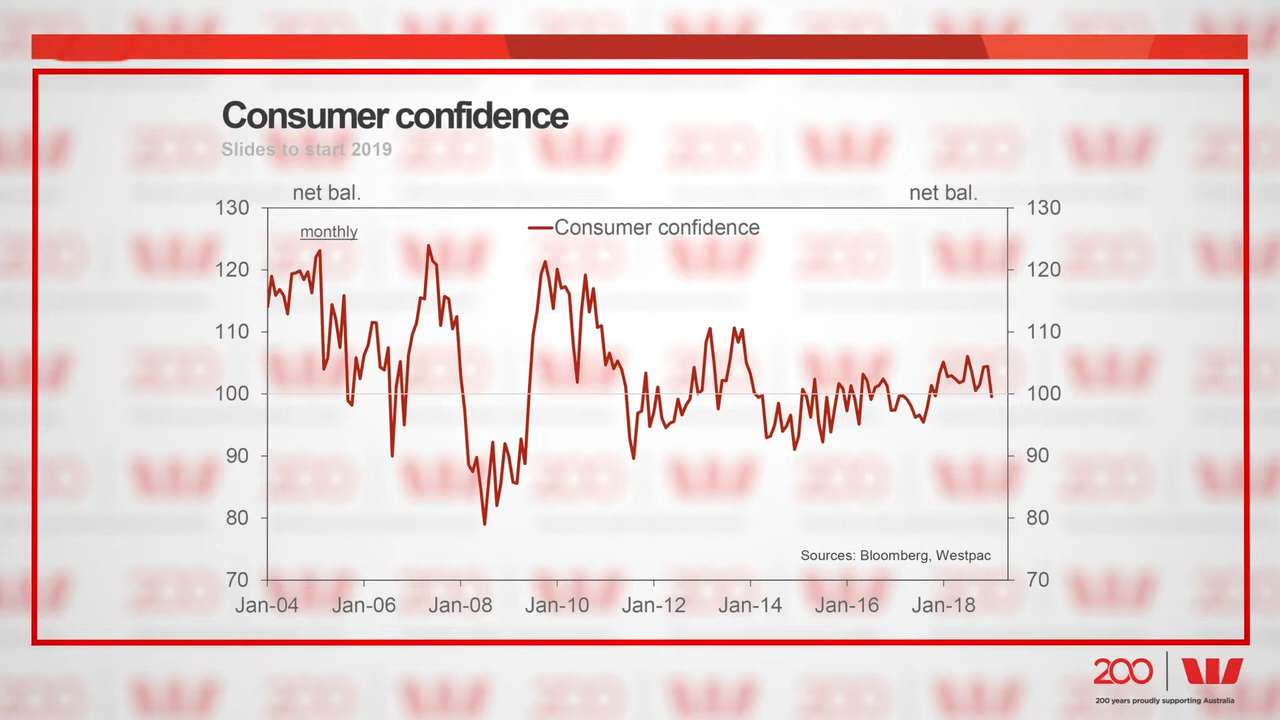 Consumer confidence
Slides to start 2019
net bal. net bal.
130 130
monthly
Consumer confidence
120 120
110 110
100 100
90 90
80 80
Sources: Bloomberg, Westpac
70 70
Jan-04 Jan-06 Jan-08 Jan-10 Jan-12 Jan-14 Jan-16 Jan-18
200
200 years proudly supporting Australia